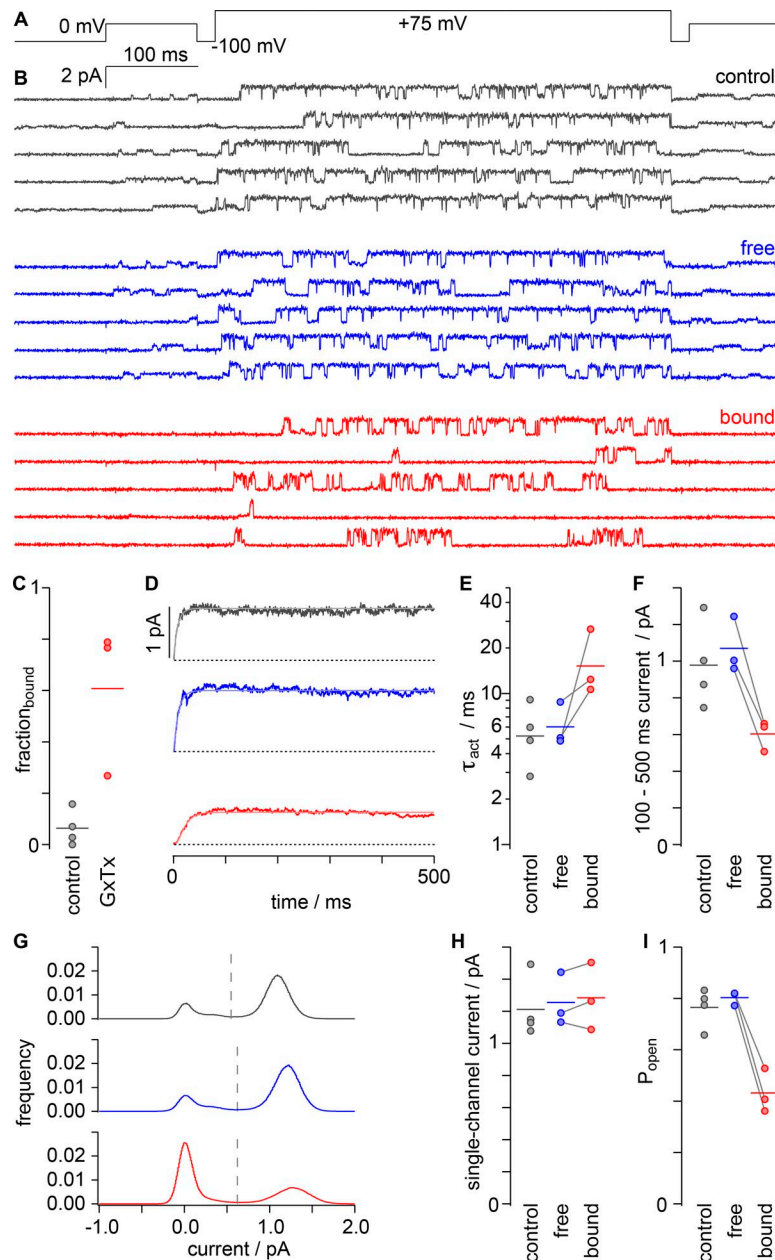 A
0 mV
-100 mV
+75 mV
100 ms
B
2 pA
control
free
bound
C
1
fraction bound
0
control
GxTx
D
1 pA
0
500
time / ms
E
40
20
10
6
4
2
1
τact / ms
control
free
bound
F
1
0
100 - 500 ms current / pA
control
free
bound
G
0.02
0.01
0.00
0.02
0.01
0.00
0.02
0.01
0.00
frequency
-1.0
0.0
1.0
2.0
current / pA
H
1
0
single-channel current / pA
control
free
bound
I
1
0
Popen
control
free
bound